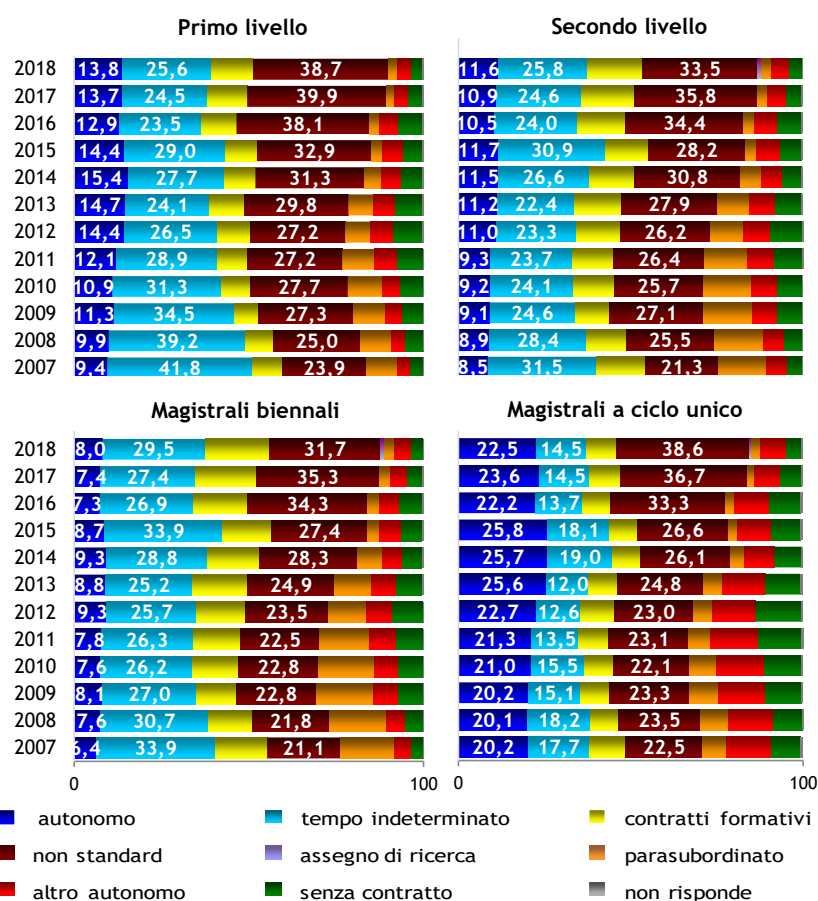 Primo livello
2018 13,8 25,6 38,7
2017 13,7 24,5 39,9
2016 12,9 23,5 38,1
2015 14,4 29,0 32,9
2014 15,4 27,7 31,3
2013 14,7 24,1 29,8
2012 14,4 26,5 27,2
2011 12,1 28,9 27,2
2010 10,9 31,3 27,7
2009 11,3 34,5 27,3
2008 9,9 39,2 25,0
2007 9,4 41,8 23,9
Secondo livello
11,6 25,8 33,5
10,9 24,6 35,8
10,5 24,0 34,4
11,7 30,9 28,2
11,5 26,6 30,8
11,2 22,4 27,9
11,0 23,3 26,2
9,3 23,7 26,4
9,2 24,1 25,7
9,1 24,6 27,1
8,9 28,4 25,5
8,5 31,5 21,3
Magistrali biennali
2018 8,0 29,5 31,7
2017 7,4 27,4 35,3
2016 7,3 26,9 34,3
2015 8,7 33,9 27,4
2014 9,3 28,8 28,3
2013 8,8 25,2 24,9
2012 9,3 25,7 23,5
2011 7,8 26,3 22,5
2010 7,6 26,2 22,8
2009 8,1 27,0 22,8
2008 7,6 30,7 21,8
2007 6,4 33,9 21,1
0 100
Magistrali a ciclo unico
22,5 14,5 38,6
23,6 14,5 36,7
22,2 13,7 33,3
25,8 18,1 26,6
25,7 19,0 26,1
25,6 12,0 24,8
22,7 12,6 23,0
21,3 13,5 23,1
21,0 15,5 22,1
20,2 15,1 23,3
20,1 18,2 23,5
20,2 17,7 22,5
0 100
autonomo tempo indeterminato contratti formativi
non standard assegno di ricerca parasubordinato
altro autonomo senza contratto non risponde